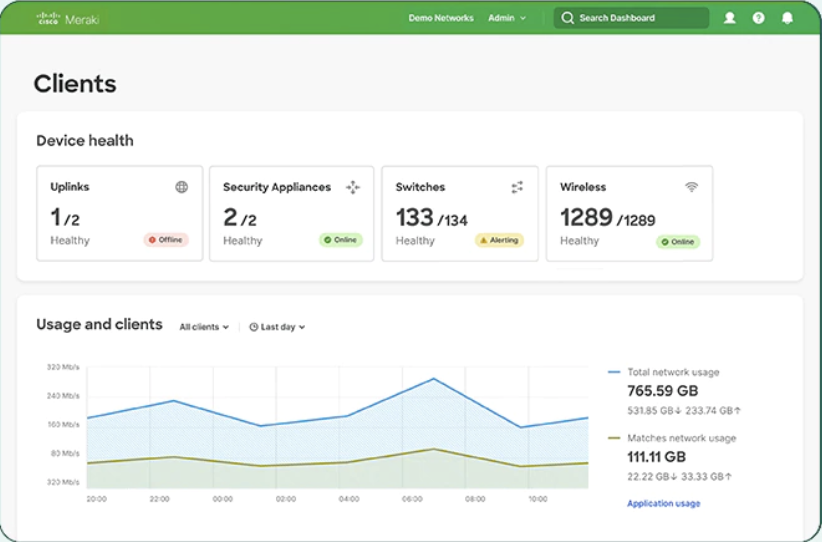 cisco Meraki
Demo Networks Admin Search Dashboard
Clients
Device health
Uplinks
1 /2
Healthy
Offline
Security Appliances
2 /2
Healthy
Online
Switches
133 /134
Healthy
Alerting
Wireless
1289 /1289
Healthy
Online
Usage and clients All clients Last day
320 Mb/s
240 Mb/s
160 Mb/s
80 Mb/s
320 Mb/s
20:00 22:00 00:00 02:00 04:00 06:00 08:00 10:00
Total network usage
765.59 GB
531.85 GB↓ 233.74 GB↑
Matches network usage
111.11 GB
22.22 GB↓ 33.33 GB↑
Application usage